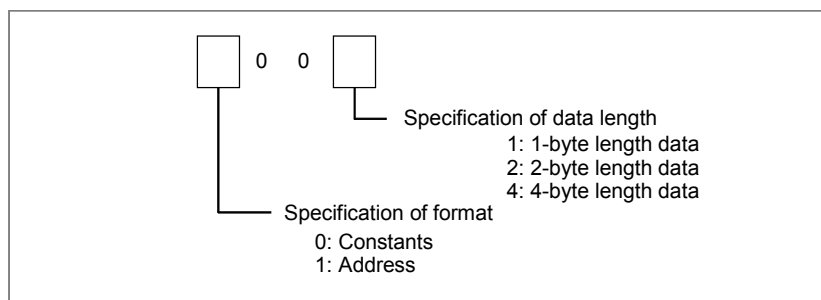 0 0
Specification of data length
1: 1-byte length data
2: 2-byte length data
4: 4-byte length data
Specification of format
0: Constants
1: Address